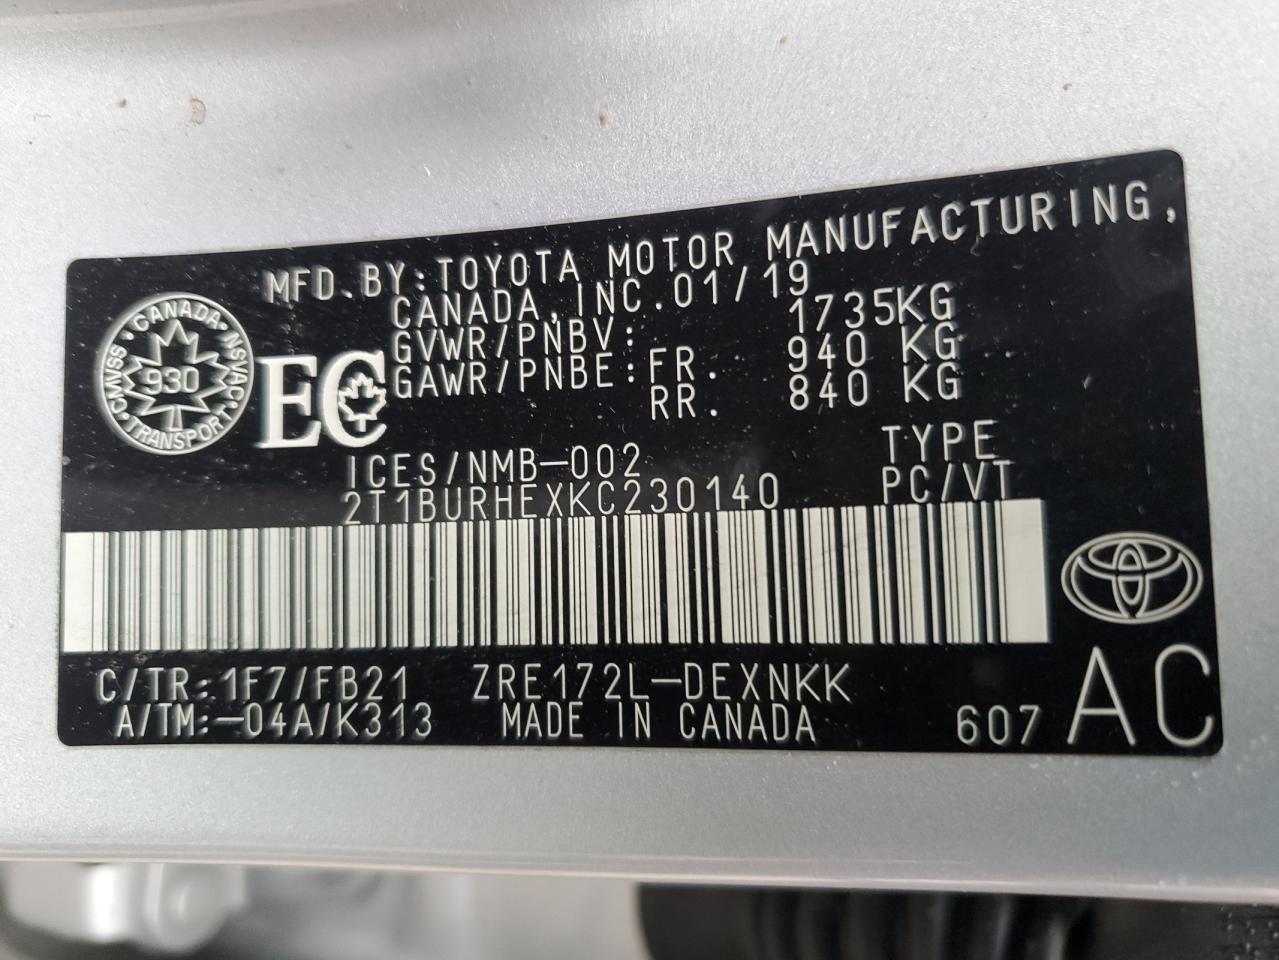 MFD.BY:TOYOTA MOTOR MANUFACTURING,
CANADA,INC.01/19
GVWR/PNBV: 1735KG
GAWR/PNBE:FR. 940 KG
RR. 840 KG
CANADA
930
CMVSS
NSVAC
TRANSPORT
EC
ICES/NMB-002
TYPE
2T1BURHEXKC230140 PC/VT
C/TR:1F7/FB21 ZRE172L-DEXNKK
A/TM:-04A/K313 MADE IN CANADA 607 AC